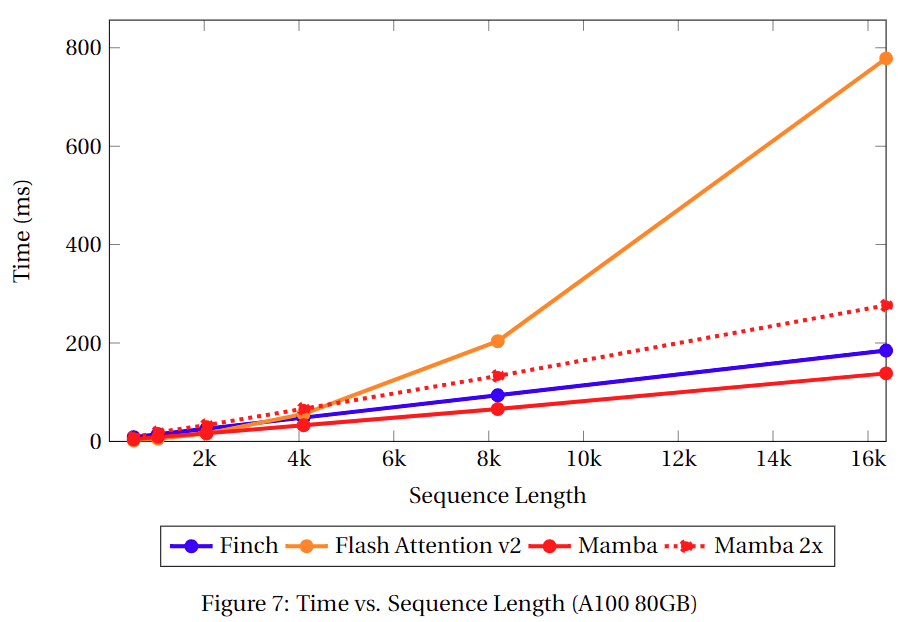 800
600
400
200
0
Time (ms)
2k 4k 6k 8k 10k 12k 14k 16k
Sequence Length
Finch Flash Attention v2 Mamba Mamba 2x
Figure 7: Time vs. Sequence Length (A100 80GB)